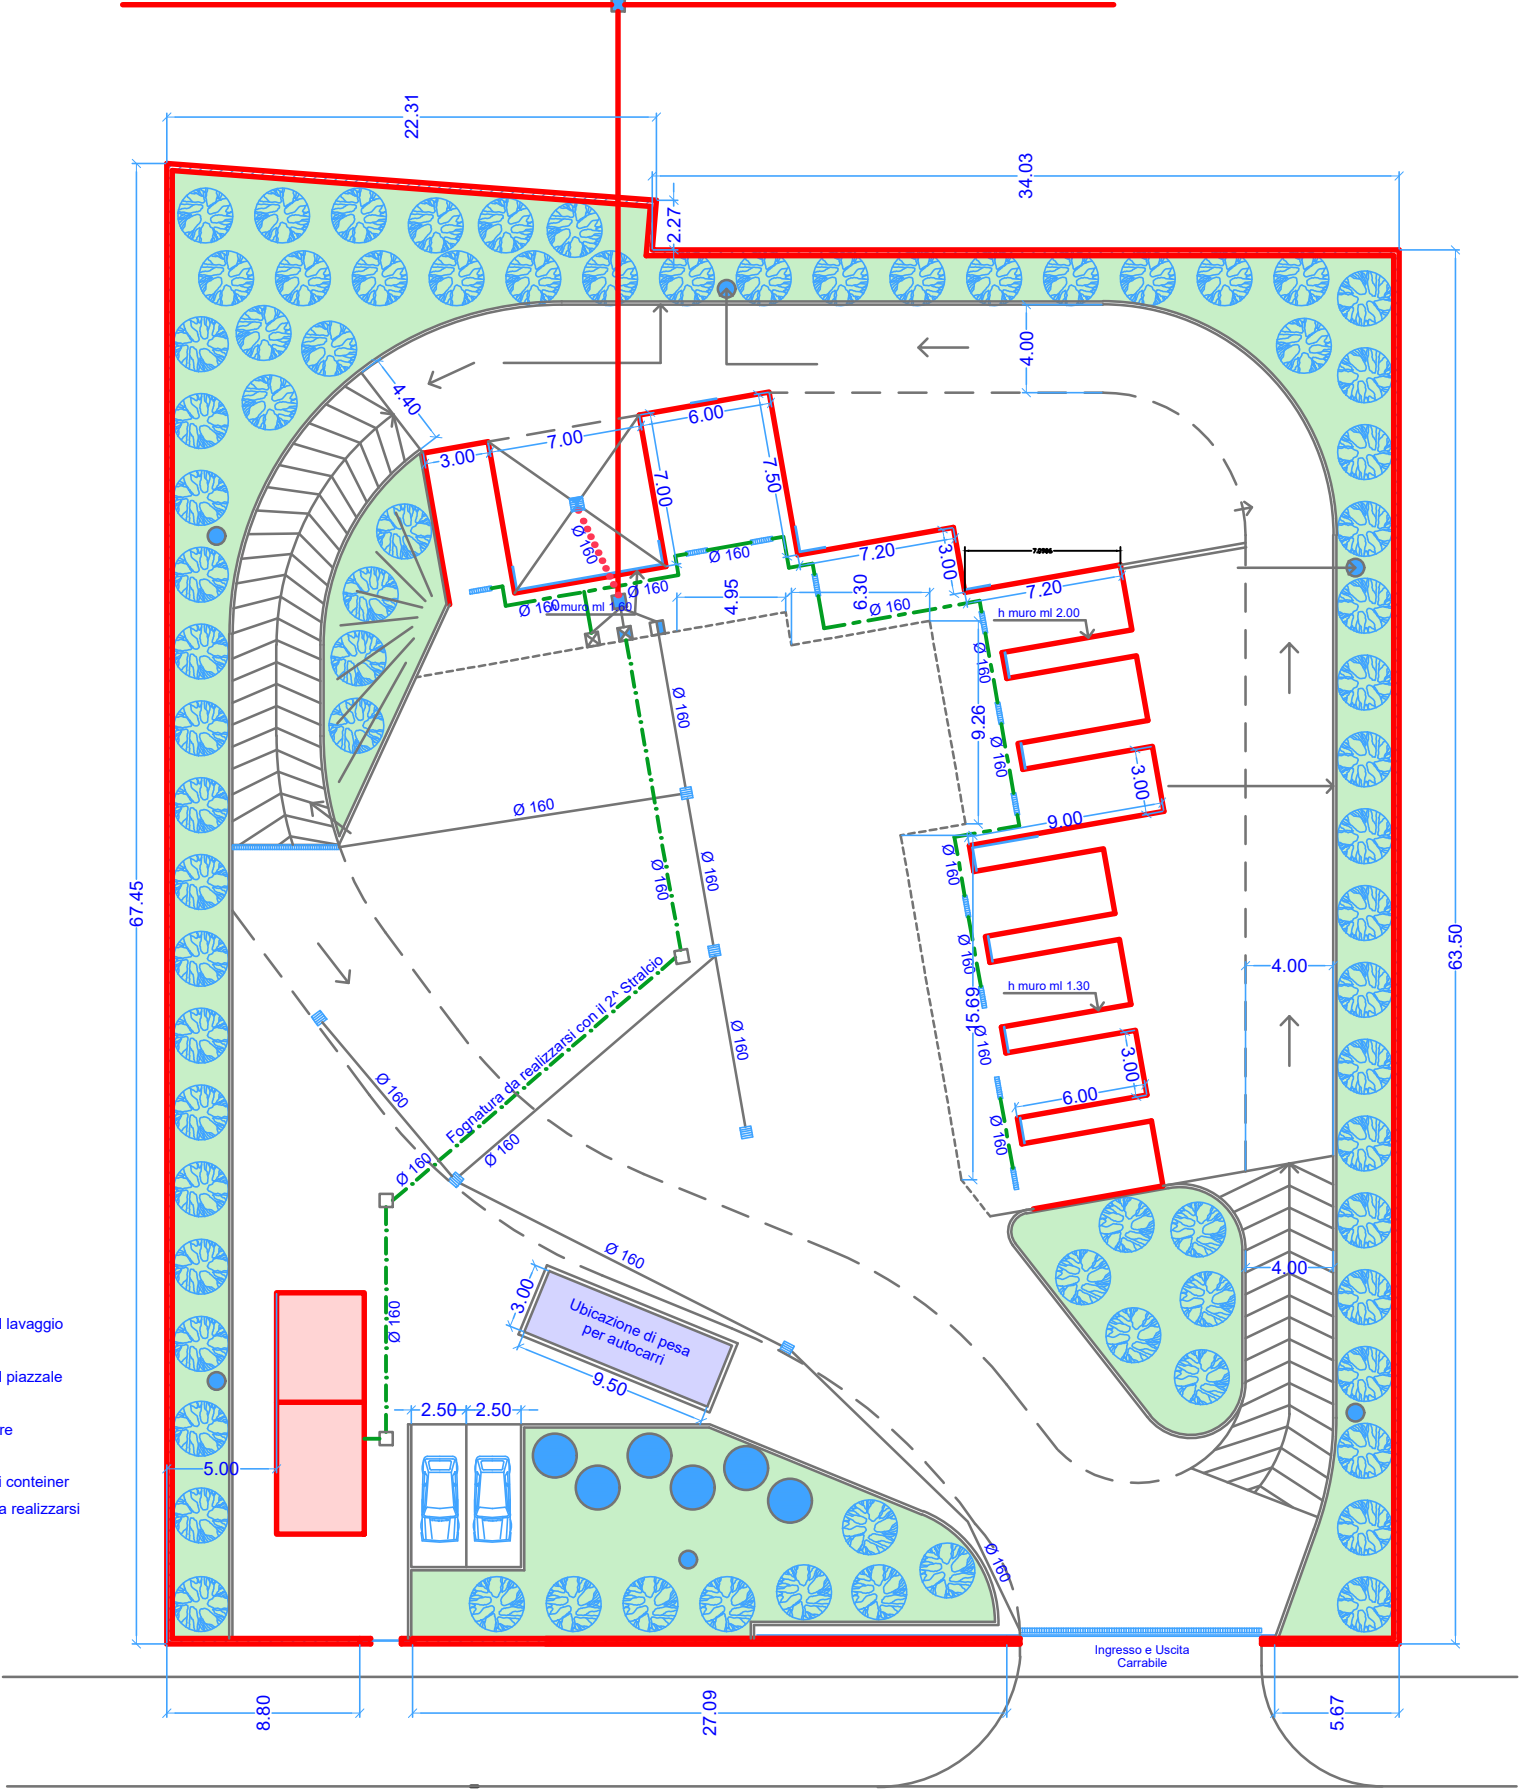 22.31
34.03
2.27
4.00
4.40
6.00
7.00
3.00
7.00
7.50
Ø 160
7.20
3.00
7.0986
7.20
Ø 160
Ø 160
Ø 160
h muro ml 1.60
4.95
6.30
Ø 160
h muro ml 2.00
Ø 160
Ø 160
9.26
Ø 160
3.00
Ø 160
9.00
Ø 160
Ø 160
Ø 160
67.45
63.50
Ø 160
4.00
h muro ml 1.30
15.69
Fognatura da realizzarsi con il 2^ Stralcio
Ø 160
Ø 160
3.00
Ø 160
6.00
Ø 160
Ø 160
Ø 160
Ø 160
4.00
3.00
Ubicazione di pesa
per autocarri
Ø 160
l lavaggio
l piazzale
9.50
2.50
2.50
re
5.00
i conteiner
a realizzarsi
Ø 160
Ingresso e Uscita
Carrabile
8.80
27.09
5.67